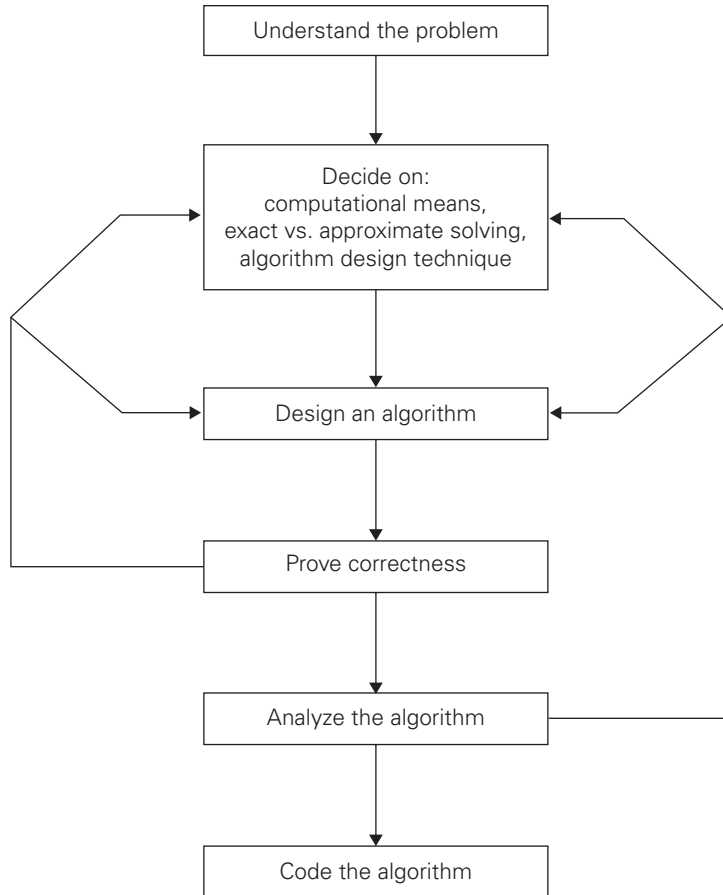 Understand the problem
Decide on:
computational means,
exact vs. approximate solving,
algorithm design technique
Design an algorithm
Prove correctness
Analyze the algorithm
Code the algorithm